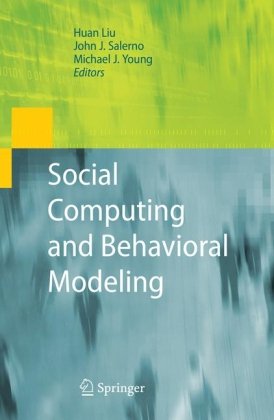 Huan Liu
John J. Salerno
Michael J. Young
Editors
Social
Computing
and Behavioral
Modeling
Springer